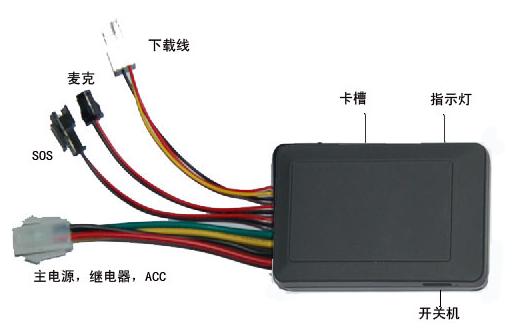 下载线
麦克
卡槽
指示灯
SOS
主电源，继电器，ACC
开关机